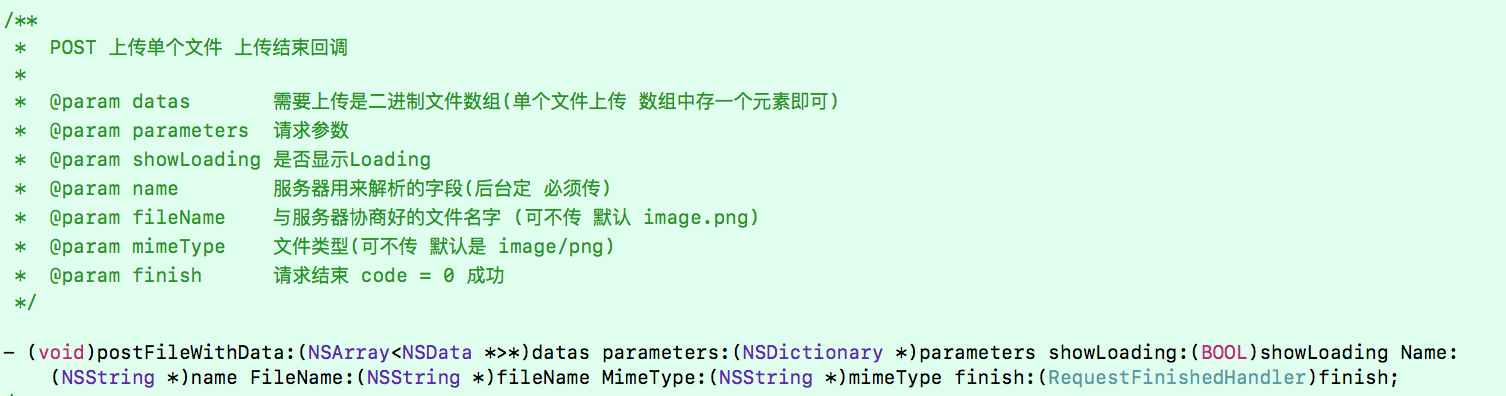 /**
 *  POST 上传单个文件 上传结束回调
 *
 *  @param datas       需要上传是二进制文件数组(单个文件上传 数组中存一个元素即可)
 *  @param parameters  请求参数
 *  @param showLoading 是否显示Loading
 *  @param name        服务器用来解析的字段(后台定 必须传)
 *  @param fileName    与服务器协商好的文件名字 (可不传 默认 image.png)
 *  @param mimeType    文件类型(可不传 默认是 image/png)
 *  @param finish      请求结束 code = 0 成功
 */
- (void)postFileWithData:(NSArray<NSData *>*)datas parameters:(NSDictionary *)parameters showLoading:(BOOL)showLoading Name:
    (NSString *)name FileName:(NSString *)fileName MimeType:(NSString *)mimeType finish:(RequestFinishedHandler)finish;